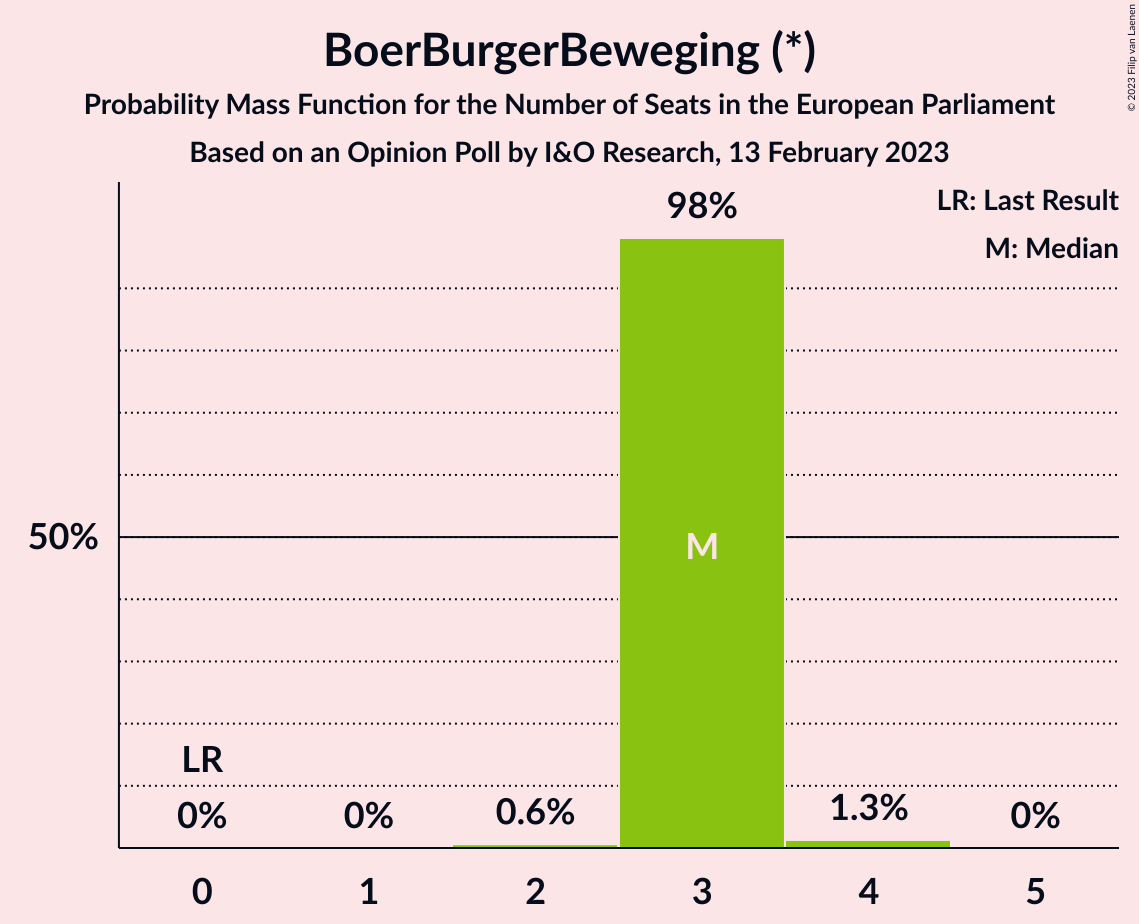 BoerBurgerBeweging (*)
Probability Mass Function for the Number of Seats in the European Parliament
Based on an Opinion Poll by I&O Research, 13 February 2023
© 2023 Filip van Laenen
LR: Last Result
M: Median
98%
50%
M
LR
0%
0%
0.6%
1.3%
0%
0
1
2
3
4
5